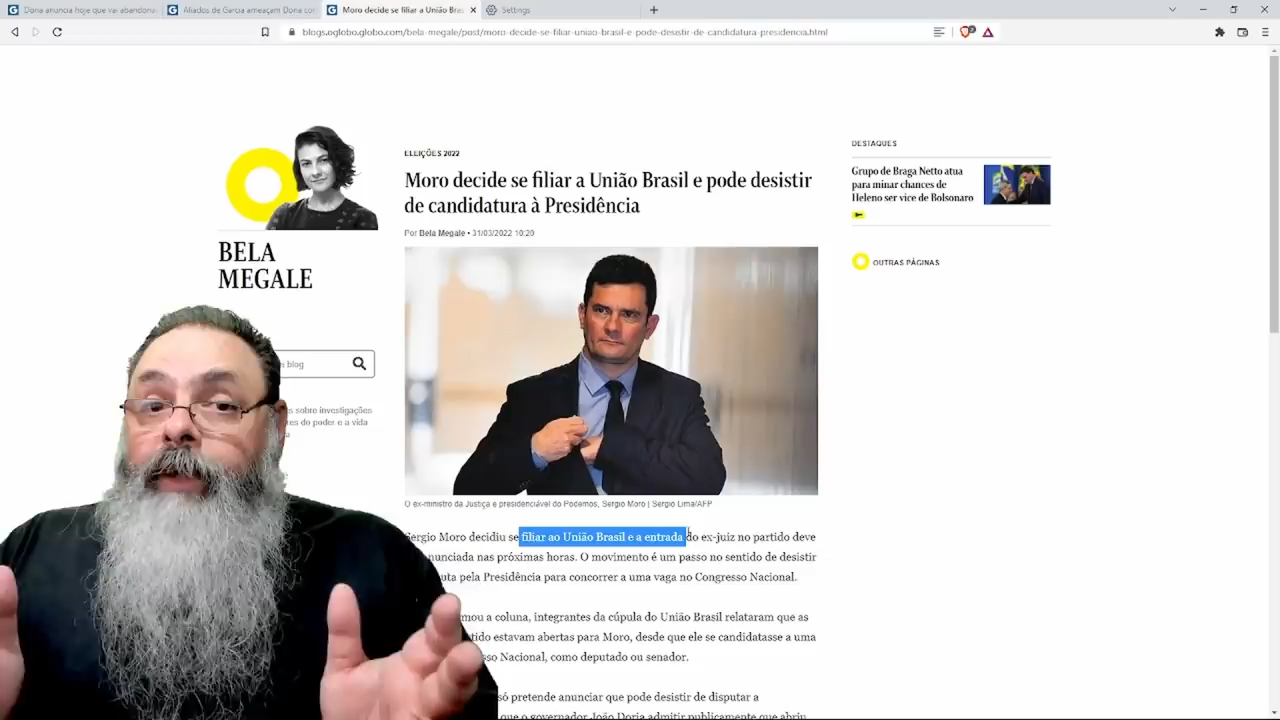 Doria anuncia hoje que vai abandona
Aliados de Garcia ameaçam Doria co
Moro decide se filiar a União Bras
Settings
blogs.oglobo.globo.com/bela-megale/post/moro-decide-se-filiar-uniao-brasil-e-pode-desistir-de-candidatura-presidencia.html
BELA
MEGALE
n blog
s sobre investigações
res do poder e a vida
a
ELEIÇÕES 2022
Moro decide se filiar a União Brasil e pode desistir
de candidatura à Presidência
Por Bela Megale • 31/03/2022 10:20
O ex-ministro da Justiça e presidenciável do Podemos, Sergio Moro | Sergio Lima/AFP
Sergio Moro decidiu se filiar ao União Brasil e a entrada do ex-juiz no partido deve
nunciada nas próximas horas. O movimento é um passo no sentido de desistir
uta pela Presidência para concorrer a uma vaga no Congresso Nacional.
mou a coluna, integrantes da cúpula do União Brasil relataram que as
tido estavam abertas para Moro, desde que ele se candidatasse a uma
sso Nacional, como deputado ou senador.
só pretende anunciar que pode desistir de disputar a
que o governador João Doria admitir publicamente que abriu
DESTAQUES
Grupo de Braga Netto atua
para minar chances de
Heleno ser vice de Bolsonaro
OUTRAS PÁGINAS